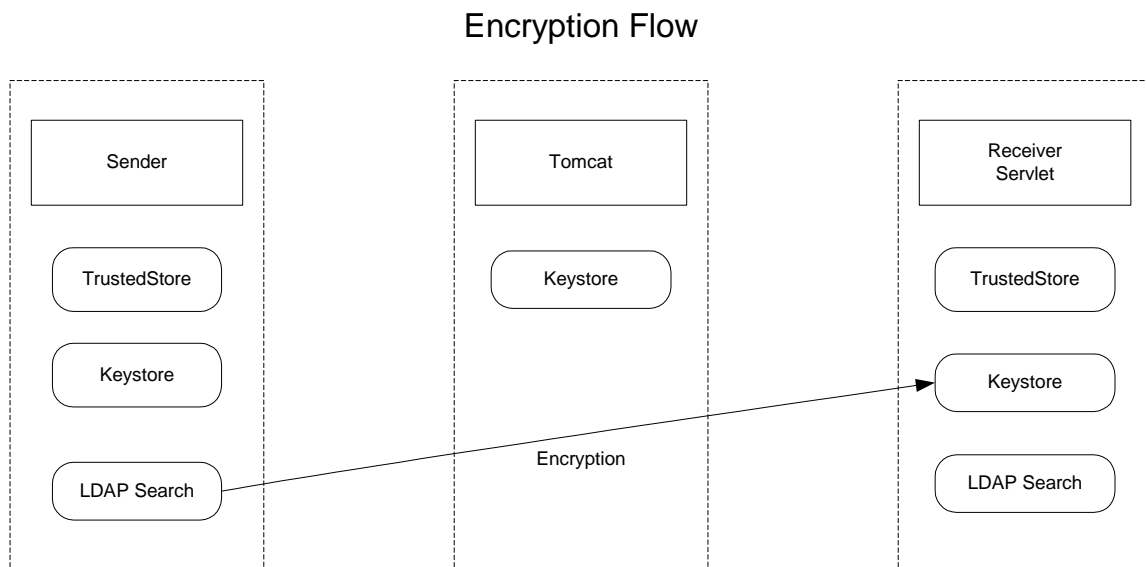 Encryption Flow
Sender
TrustedStore
Keystore
LDAP Search
Tomcat
Keystore
Encryption
Receiver
Servlet
TrustedStore
Keystore
LDAP Search